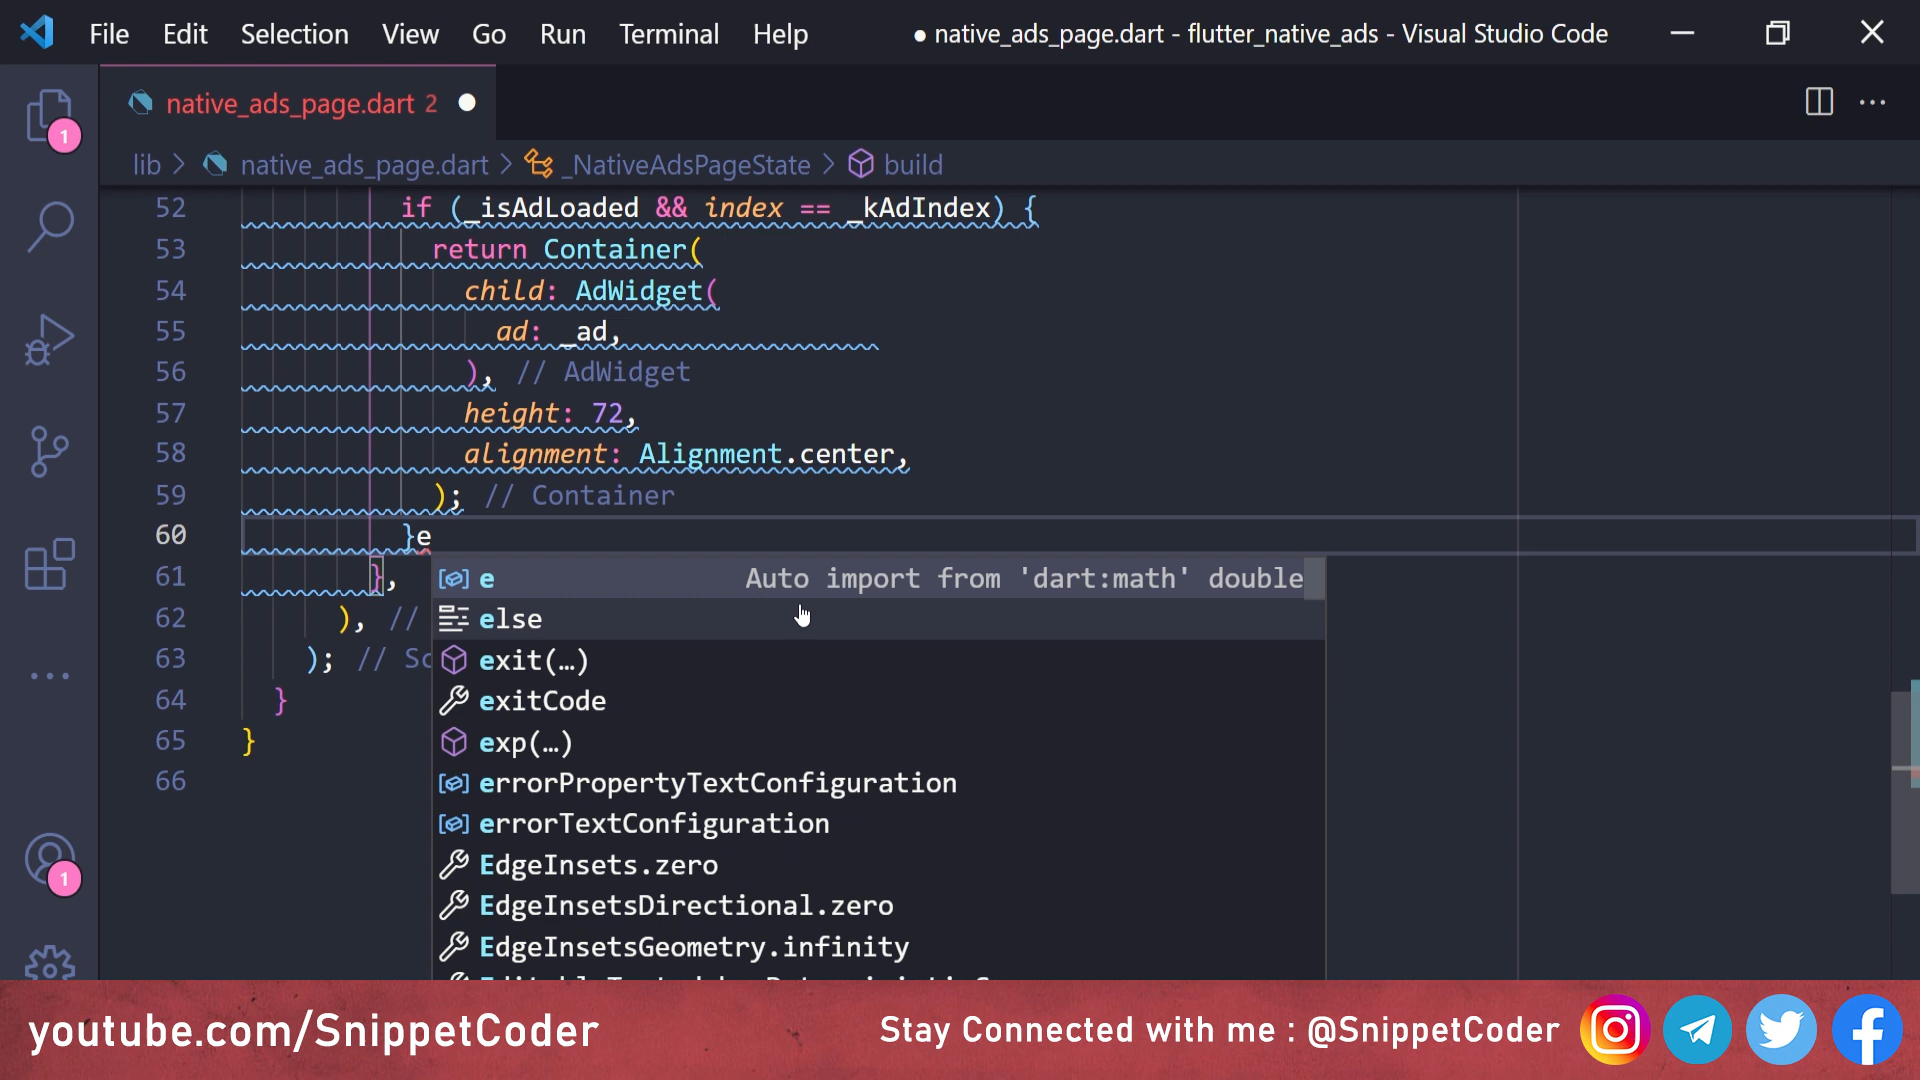 File Edit Selection View Go Run Terminal Help ● native_ads_page.dart - flutter_native_ads - Visual Studio Code
native_ads_page.dart 2
1
lib > native_ads_page.dart > _NativeAdsPageState > build
52 if (_isAdLoaded && index == _kAdIndex) {
53 return Container(
54 child: AdWidget(
55 ad: _ad,
56 ), // AdWidget
57 height: 72,
58 alignment: Alignment.center,
59 ); // Container
60 }e
61 },
62 ), //
63 ); // Sc
64 }
65 }
66
e Auto import from 'dart:math' double
else
exit(…)
exitCode
exp(…)
errorPropertyTextConfiguration
errorTextConfiguration
EdgeInsets.zero
EdgeInsetsDirectional.zero
EdgeInsetsGeometry.infinity
1
youtube.com/SnippetCoder
Stay Connected with me : @SnippetCoder